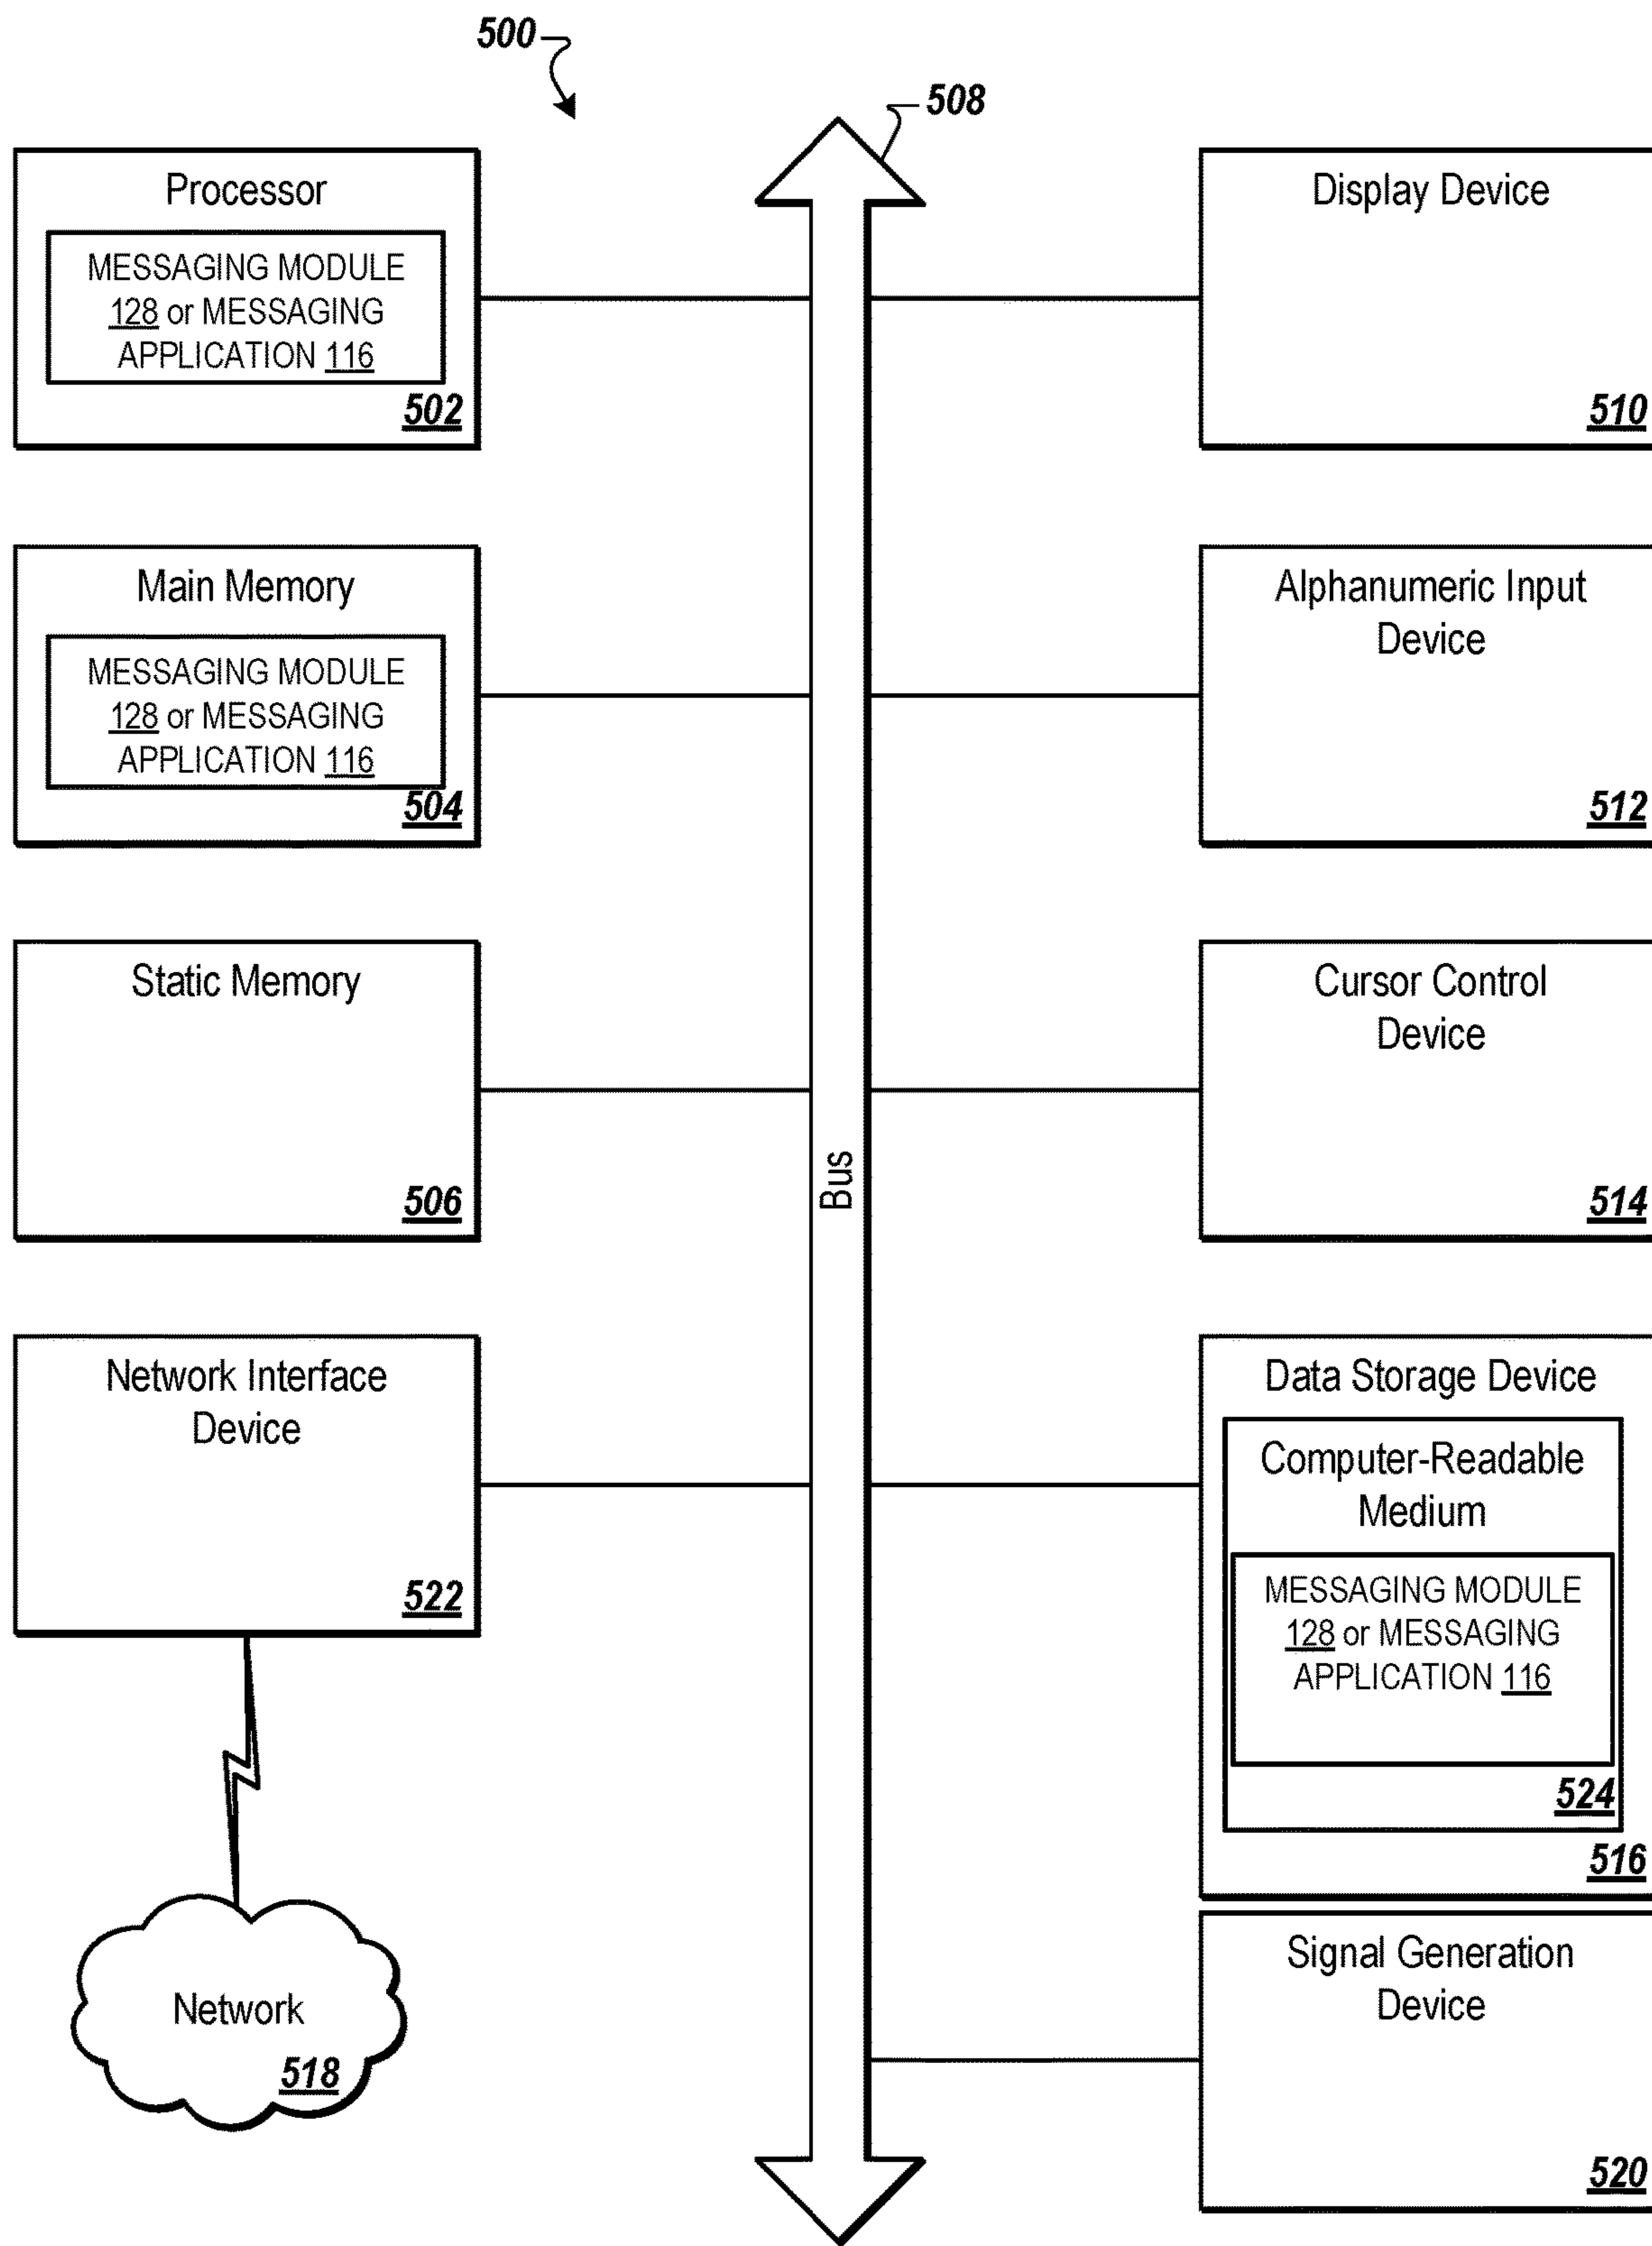 500
508
Processor
MESSAGING MODULE
128 or MESSAGING
APPLICATION 116
502
Display Device
510
Main Memory
MESSAGING MODULE
128 or MESSAGING
APPLICATION 116
504
Alphanumeric Input
Device
512
Static Memory
506
Cursor Control
Device
514
Bus
Network Interface
Device
522
Data Storage Device
Computer-Readable
Medium
MESSAGING MODULE
128 or MESSAGING
APPLICATION 116
524
516
Network
518
Signal Generation
Device
520